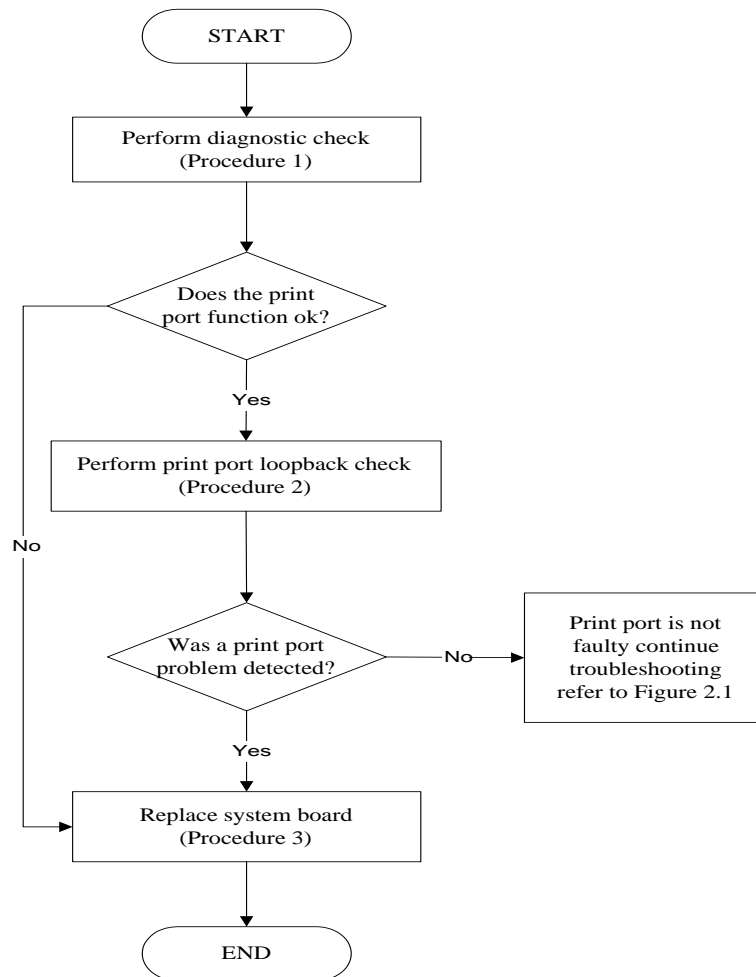 START
Perform diagnostic check
(Procedure 1)
Does the print
port function ok?
Yes
Perform print port loopback check
(Procedure 2)
No
Was a print port
problem detected?
No
Print port is not
faulty continue
troubleshooting
refer to Figure 2.1
Yes
Replace system board
(Procedure 3)
END